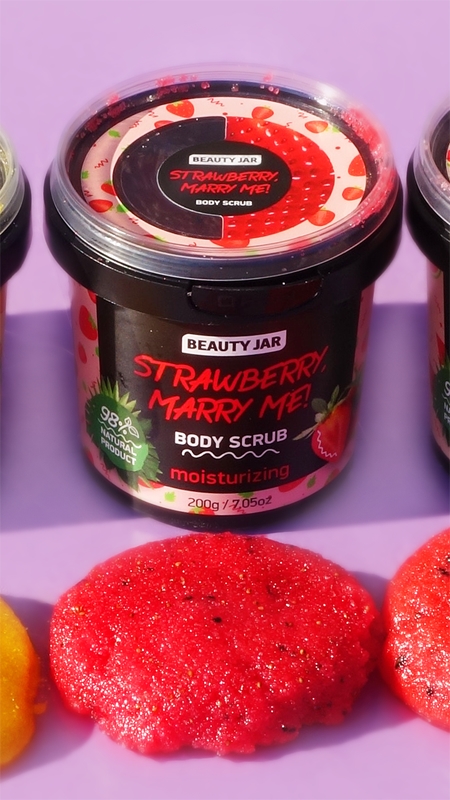 BEAUTY JAR
STRAWBERRY,
MARRY ME!
BODY SCRUB
BEAUTY JAR
STRAWBERRY,
MARRY ME!
BODY SCRUB
98%
NATURAL
PRODUCT
moisturizing
200g / 7,05oz